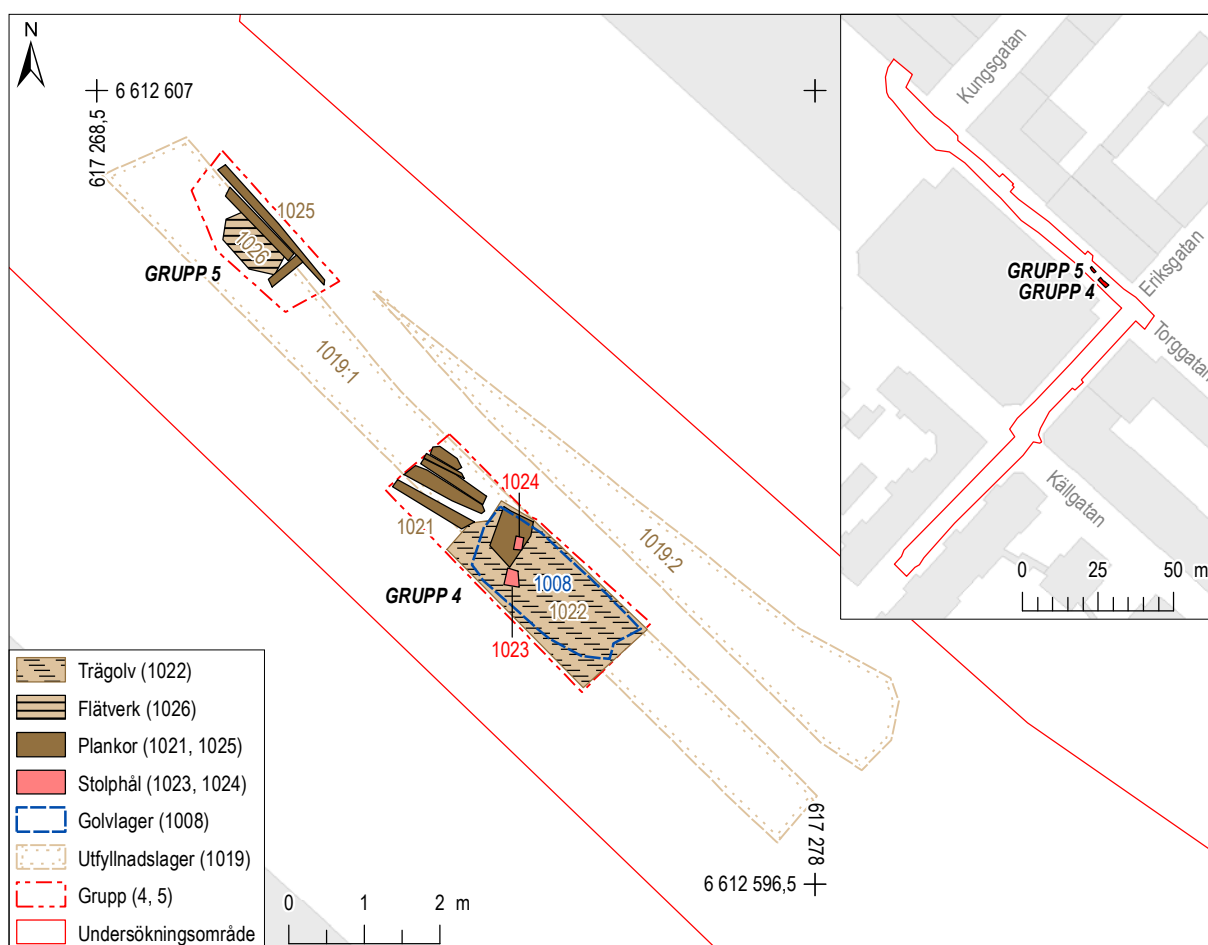 N
6 612 607
617 268,5
1025
1026
GRUPP 5
1019:1
1024
1021
1008
1022
1019:2
GRUPP 4
1023
617 278
6 612 596,5
Trägolv (1022)
Flätverk (1026)
Plankor (1021, 1025)
Stolphål (1023, 1024)
Golvlager (1008)
Utfyllnadslager (1019)
Grupp (4, 5)
Undersökningsområde
0 1 2 m
Kungsgatan
GRUPP 5
GRUPP 4
Eriksgatan
Torggatan
Källgatan
0 25 50 m